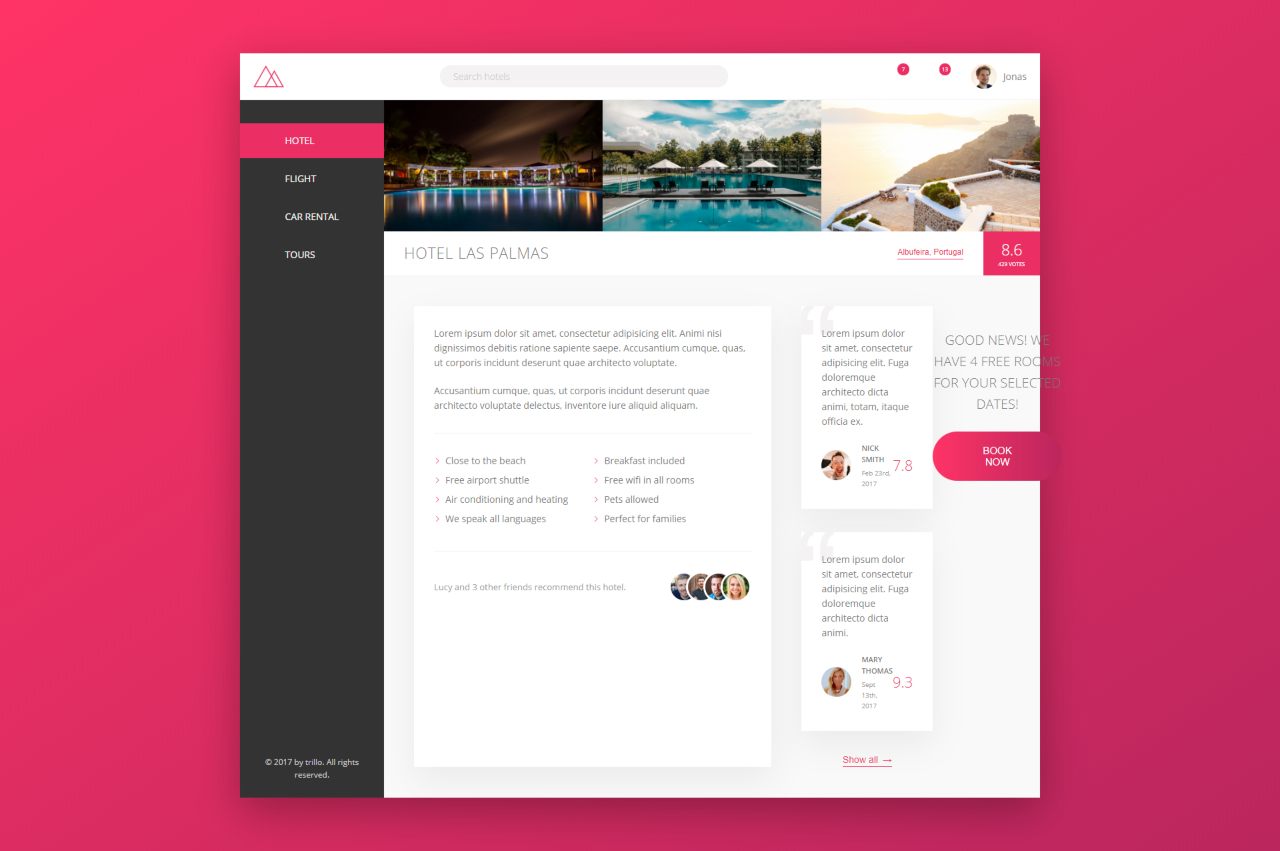 Search hotels
7
13
Jonas
HOTEL
FLIGHT
CAR RENTAL
TOURS
© 2017 by trillo. All rights
reserved.
HOTEL LAS PALMAS
Albufeira, Portugal
8.6
429 VOTES
Lorem ipsum dolor sit amet, consectetur adipisicing elit. Animi nisi
dignissimos debitis ratione sapiente saepe. Accusantium cumque, quas,
ut corporis incidunt deserunt quae architecto voluptate.
Accusantium cumque, quas, ut corporis incidunt deserunt quae
architecto voluptate delectus, inventore iure aliquid aliquam.
Close to the beach
Breakfast included
Free airport shuttle
Free wifi in all rooms
Air conditioning and heating
Pets allowed
We speak all languages
Perfect for families
Lucy and 3 other friends recommend this hotel.
“
Lorem ipsum dolor
sit amet, consectetur
adipisicing elit. Fuga
doloremque
architecto dicta
animi, totam, itaque
officia ex.
NICK
SMITH
Feb 23rd,
2017
7.8
“
Lorem ipsum dolor
sit amet, consectetur
adipisicing elit. Fuga
doloremque
architecto dicta
animi.
MARY
THOMAS
Sept
13th,
2017
9.3
Show all →
GOOD NEWS! WE
HAVE 4 FREE ROOMS
FOR YOUR SELECTED
DATES!
BOOK
NOW